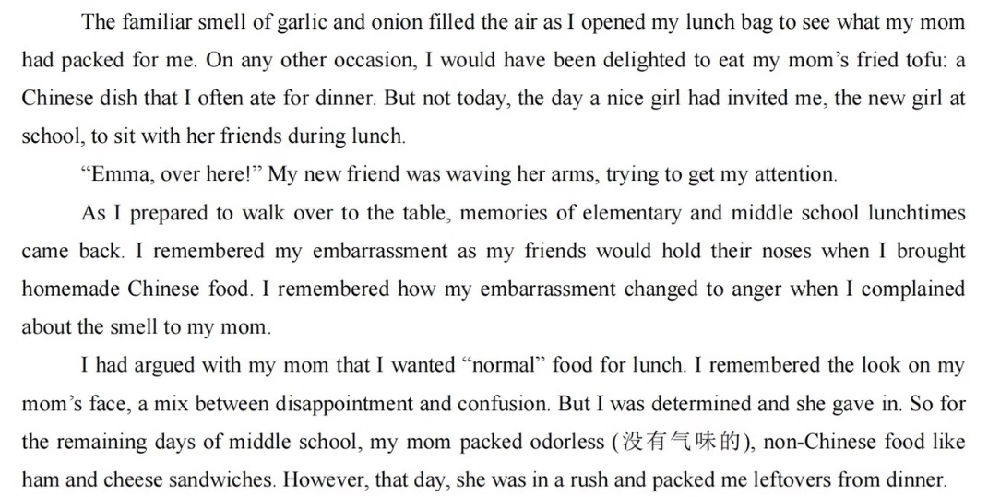 The familiar smell of garlic and onion filled the air as I opened my lunch bag to see what my mom
had packed for me. On any other occasion, I would have been delighted to eat my mom’s fried tofu: a
Chinese dish that I often ate for dinner. But not today, the day a nice girl had invited me, the new girl at
school, to sit with her friends during lunch.
“Emma, over here!” My new friend was waving her arms, trying to get my attention.
As I prepared to walk over to the table, memories of elementary and middle school lunchtimes
came back. I remembered my embarrassment as my friends would hold their noses when I brought
homemade Chinese food. I remembered how my embarrassment changed to anger when I complained
about the smell to my mom.
I had argued with my mom that I wanted “normal” food for lunch. I remembered the look on my
mom’s face, a mix between disappointment and confusion. But I was determined and she gave in. So for
the remaining days of middle school, my mom packed odorless (没有气味的), non-Chinese food like
ham and cheese sandwiches. However, that day, she was in a rush and packed me leftovers from dinner.